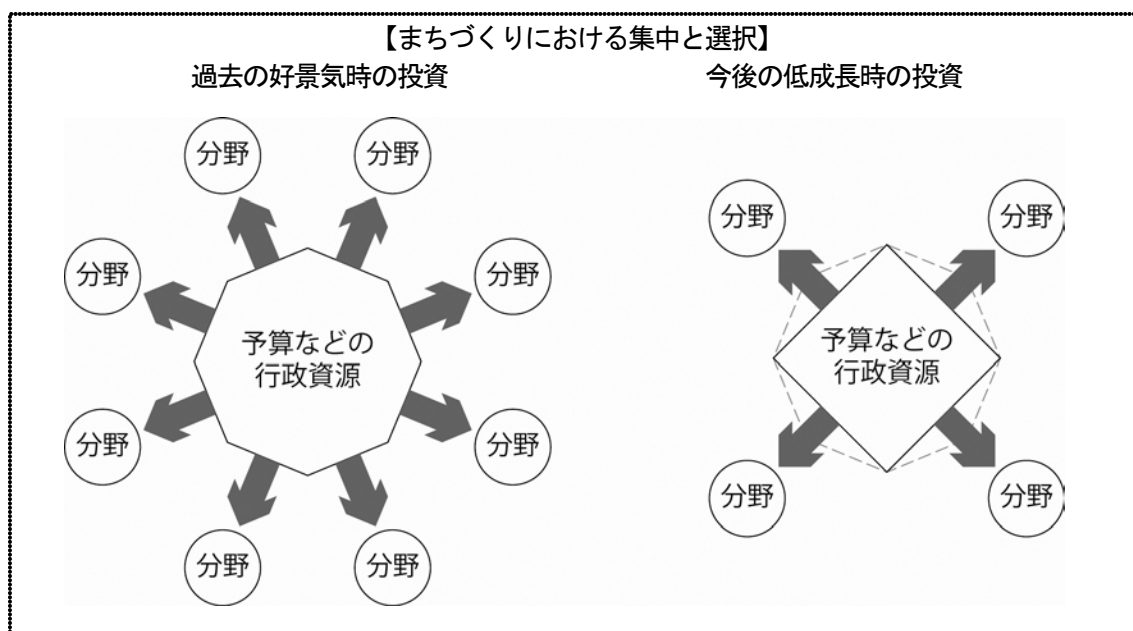 【まちづくりにおける集中と選択】
過去の好景気時の投資
今後の低成長時の投資
分野
分野
分野
分野
予算などの
行政資源
分野
分野
分野
分野
分野
分野
予算などの
行政資源
分野
分野